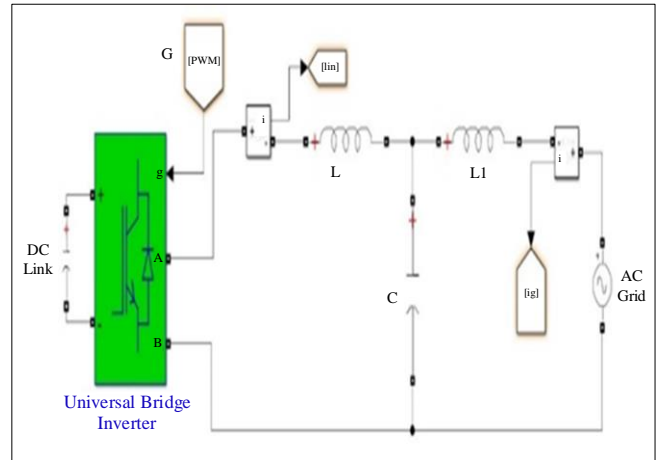 G
[PWM]
[Iin]
i
+
-
g
L
L1
+
-
i
DC
Link
+
A
C
[ig]
AC
Grid
-
B
Universal Bridge
Inverter